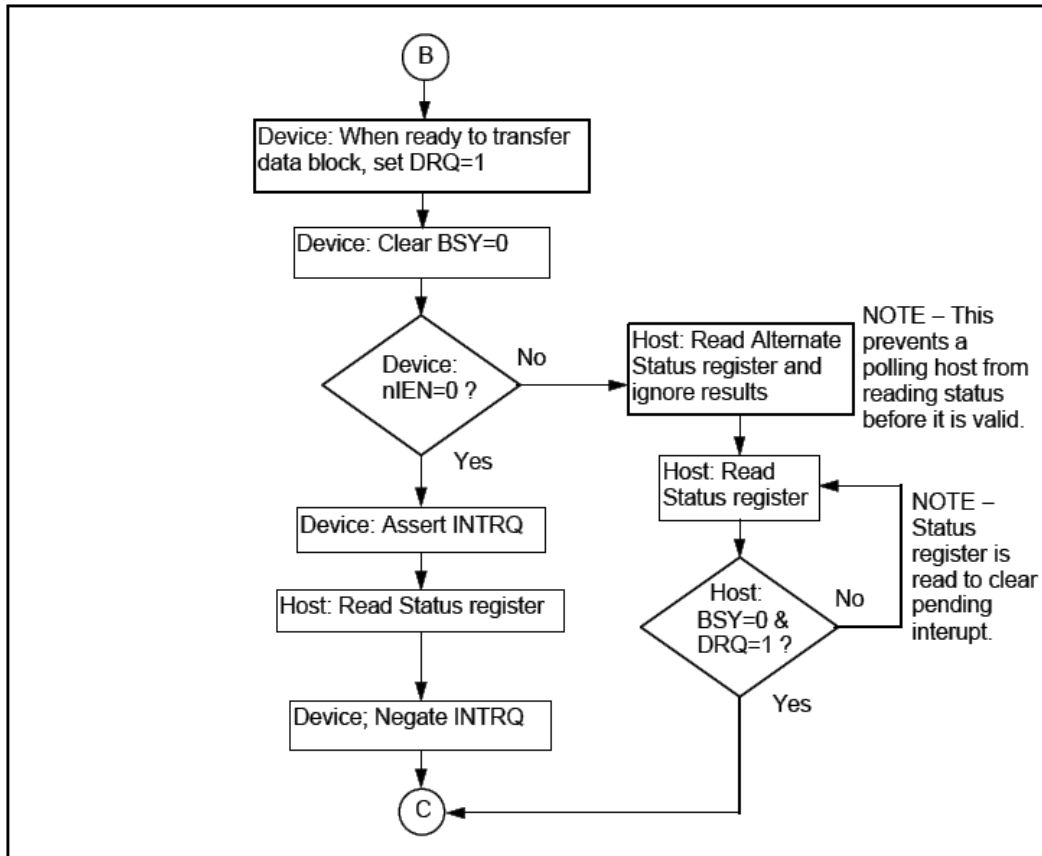 B
Device: When ready to transfer
data block, set DRQ=1
Device: Clear BSY=0
Device:
nIEN=0 ?
No
Yes
Host: Read Alternate
Status register and
ignore results
NOTE – This
prevents a
polling host from
reading status
before it is valid.
Device: Assert INTRQ
Host: Read Status register
Device; Negate INTRQ
Host: Read
Status register
NOTE –
Status
register is
read to clear
pending
interupt.
Host:
BSY=0 &
DRQ=1 ?
No
Yes
C